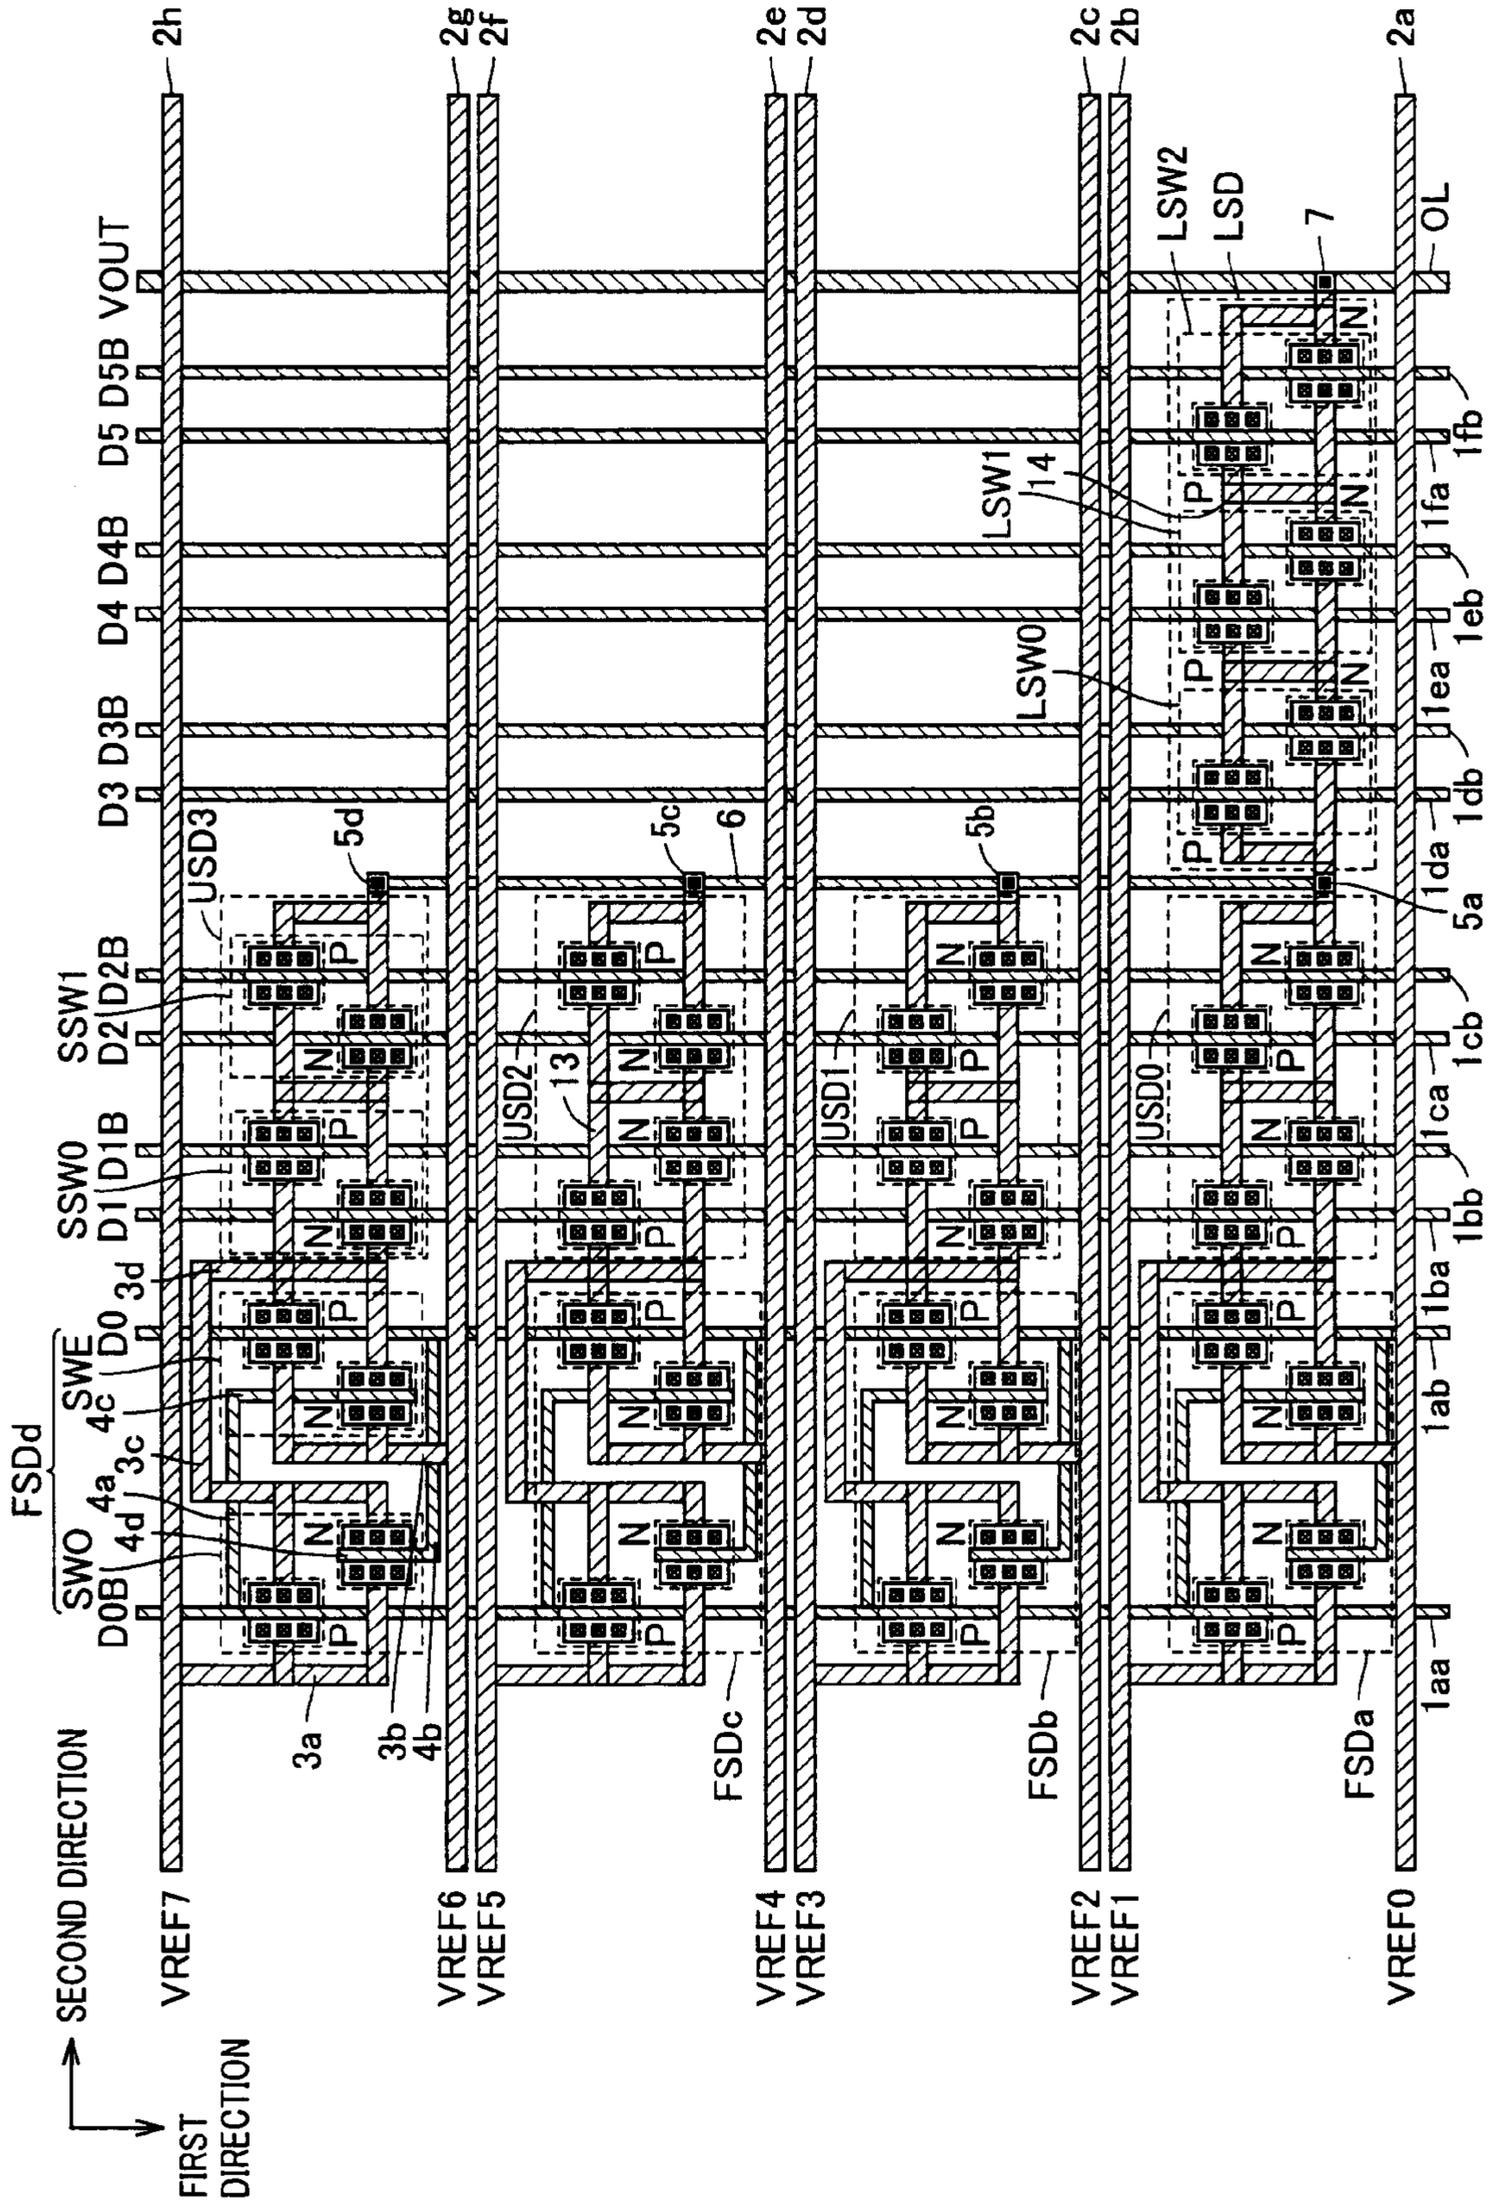 FIRST DIRECTION
SECOND DIRECTION
VREF7
VREF6
VREF5
VREF4
VREF3
VREF2
VREF1
VREF0
FSDd
SWO
SWE
SSW0
SSW1
D0B
D0
D1
D1B
D2
D2B
D3
D3B
D4
D4B
D5
D5B
VOUT
2h
2g
2f
2e
2d
2c
2b
2a
3a
3b
4b
4d
4a
3c
4c
3d
USD3
5d
P
N
N
P
N
P
N
P
FSDc
USD2
13
5c
6
P
N
N
P
P
N
N
P
FSDb
USD1
5b
P
N
N
P
N
P
P
N
FSDa
USD0
P
N
N
P
P
N
P
N
LSW0
LSW1
14
LSW2
LSD
7
P
N
P
N
P
N
1aa
1ab
1ba
1bb
1ca
1cb
5a
1da
1db
1ea
1eb
1fa
1fb
OL